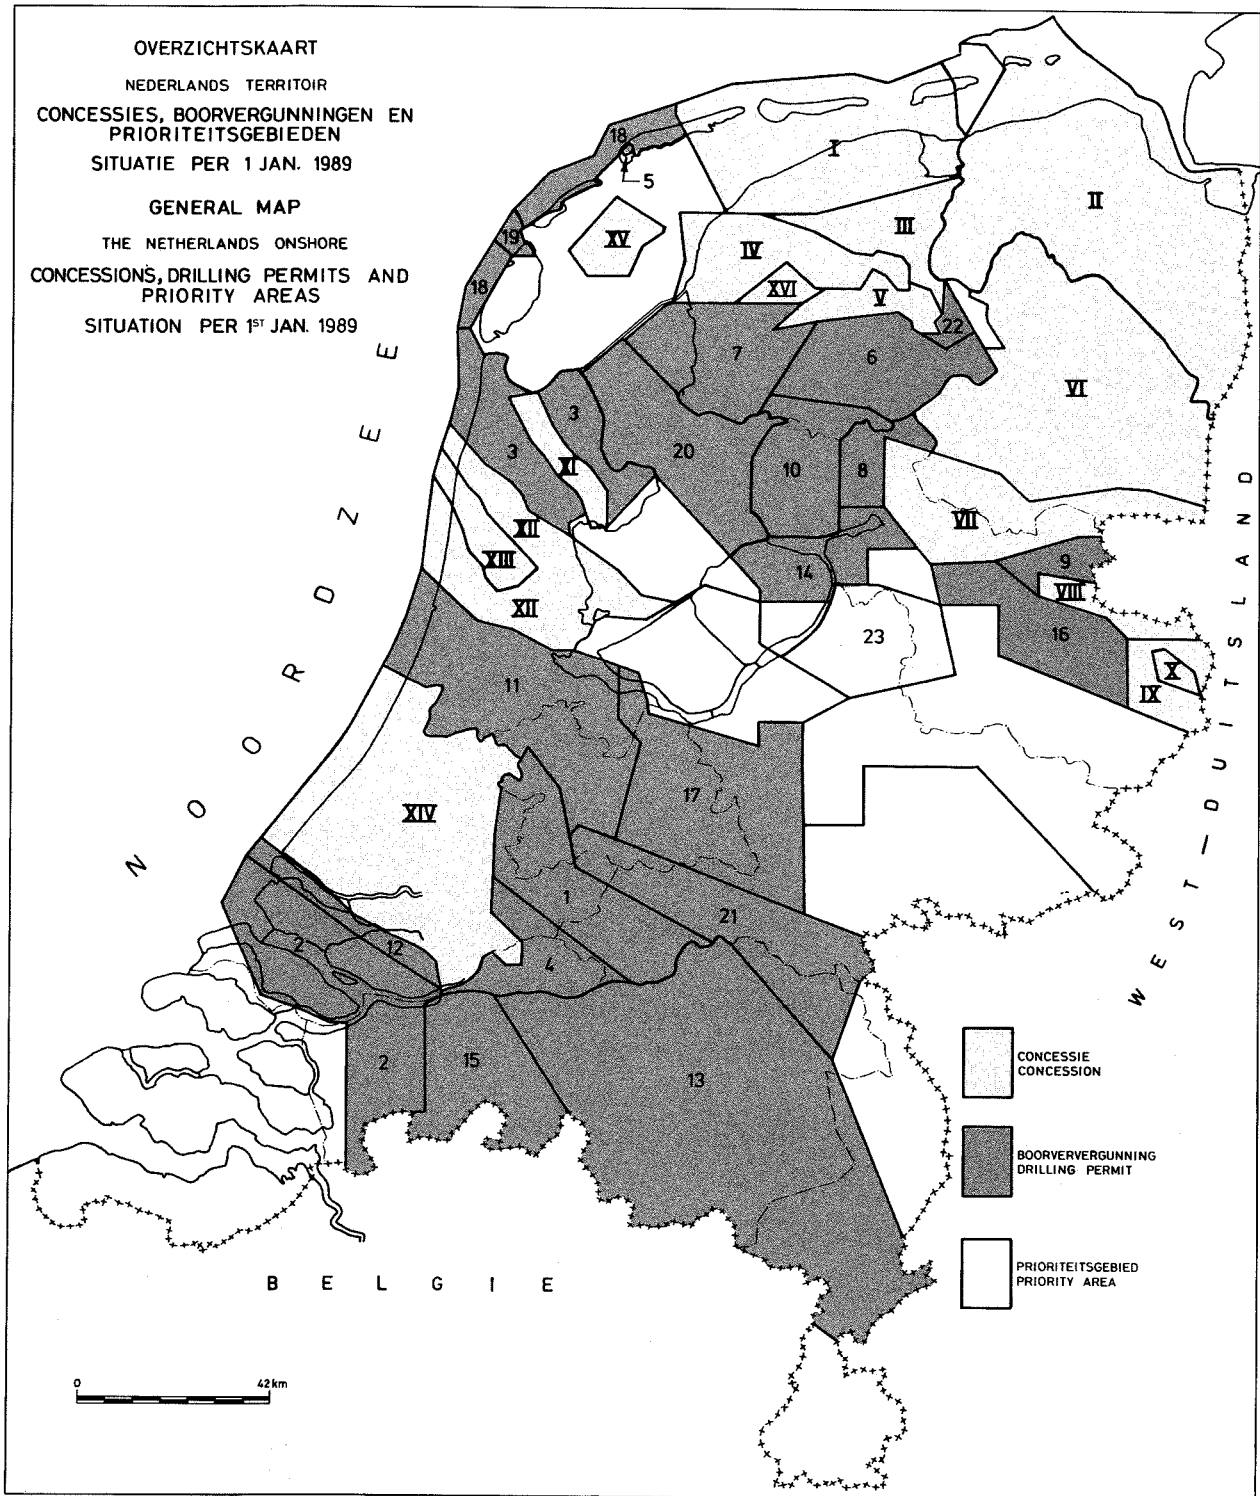 OVERZICHTSKAART
NEDERLANDS TERRITOIR
CONCESSIES, BOORVERGUNNINGEN EN
PRIORITEITSGEBIEDEN
SITUATIE PER 1 JAN. 1989
GENERAL MAP
THE NETHERLANDS ONSHORE
CONCESSIONS, DRILLING PERMITS AND
PRIORITY AREAS
SITUATION PER 1ST JAN. 1989
NOORDZEE
WEST-DUITSLAND
BELGIE
18
5
I
II
19
XV
III
IV
18
XVI
V
22
7
6
VI
3
3
20
XI
10
8
XII
VII
XIII
9
14
VIII
XII
23
16
11
X
IX
17
XIV
1
21
2
12
4
2
15
13
CONCESSIE
CONCESSION
BOORVERVERGUNNING
DRILLING PERMIT
PRIORITEITSGEBIED
PRIORITY AREA
0 42 km